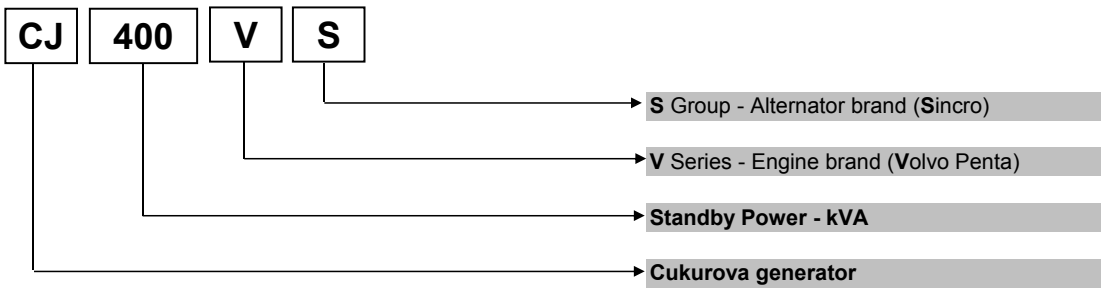 CJ 400 V S
S Group - Alternator brand (Sincro)
V Series - Engine brand (Volvo Penta)
Standby Power - kVA
Cukurova generator